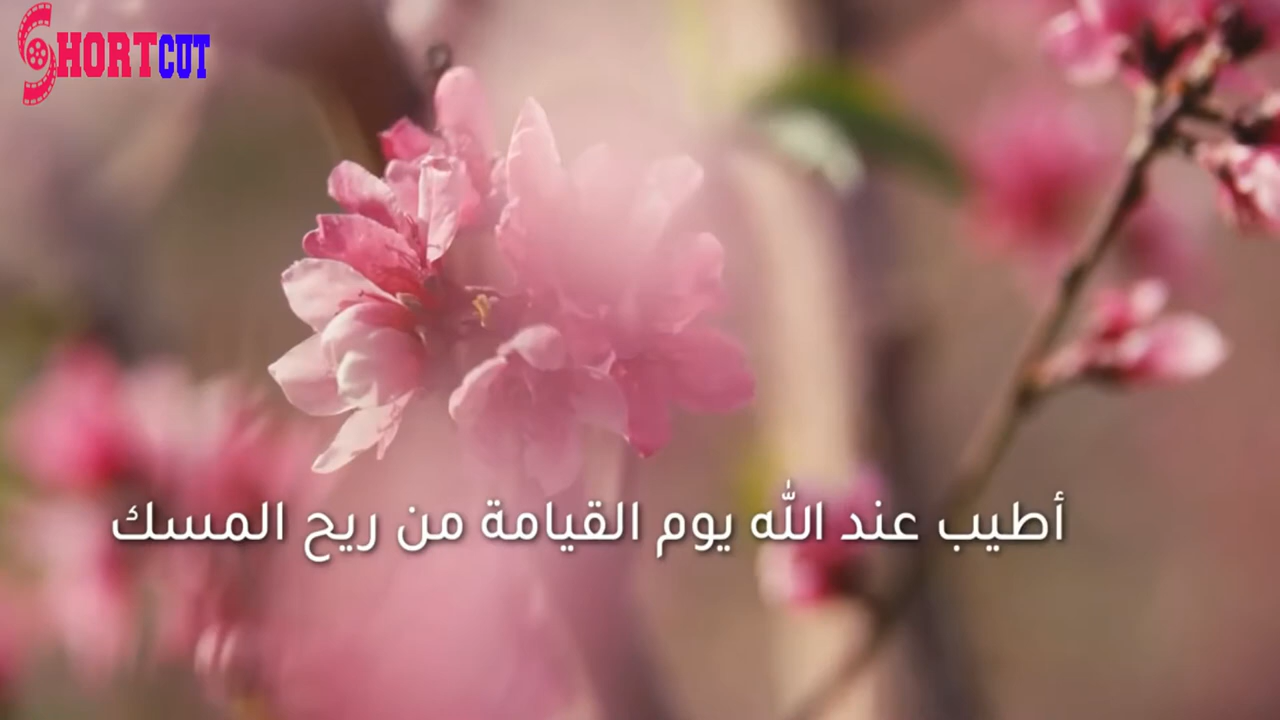 SHORTCUT
أطيب عند الله يوم القيامة من ريح المسك